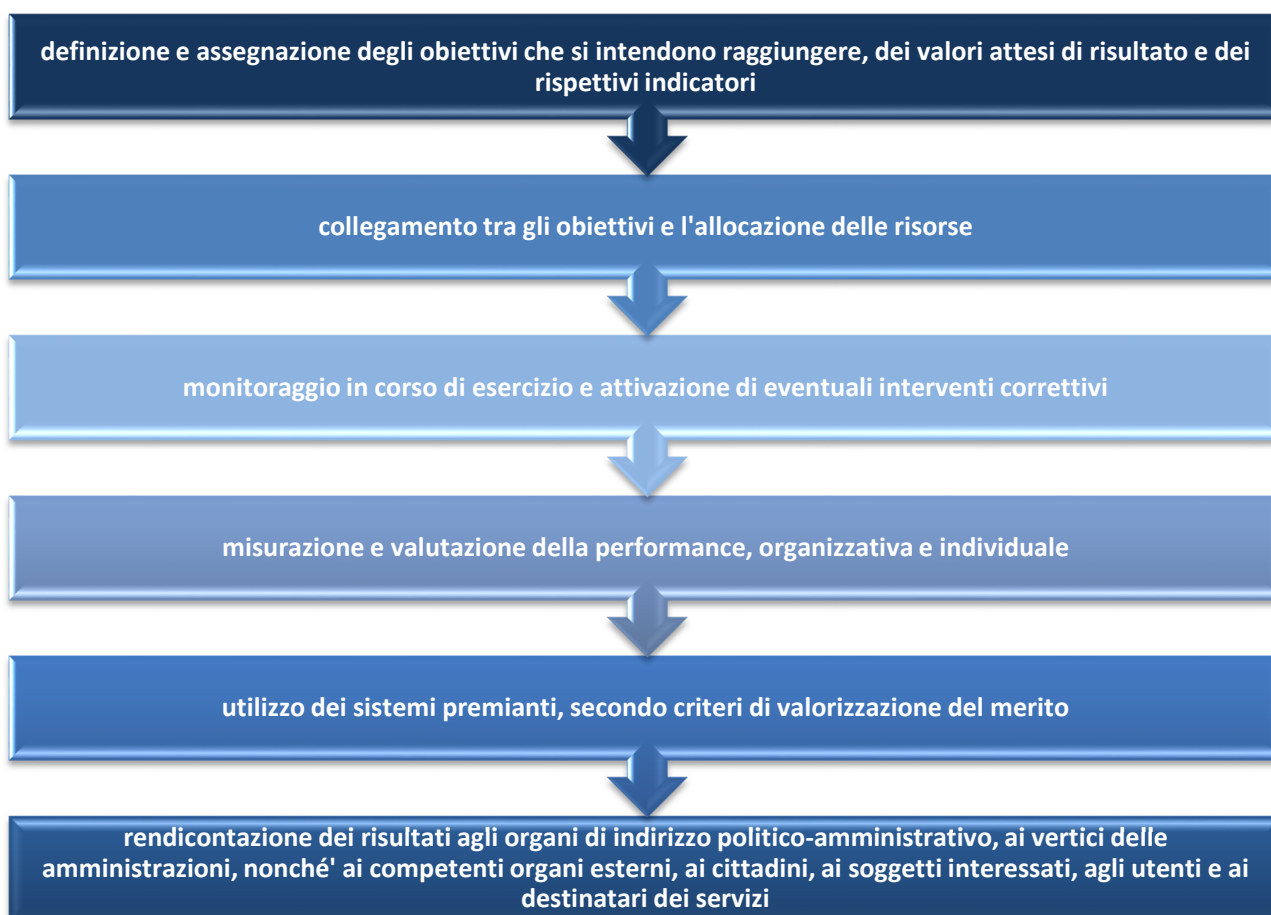 definizione e assegnazione degli obiettivi che si intendono raggiungere, dei valori attesi di risultato e dei
rispettivi indicatori
collegamento tra gli obiettivi e l'allocazione delle risorse
monitoraggio in corso di esercizio e attivazione di eventuali interventi correttivi
misurazione e valutazione della performance, organizzativa e individuale
utilizzo dei sistemi premianti, secondo criteri di valorizzazione del merito
rendicontazione dei risultati agli organi di indirizzo politico-amministrativo, ai vertici delle
amministrazioni, nonché' ai competenti organi esterni, ai cittadini, ai soggetti interessati, agli utenti e ai
destinatari dei servizi